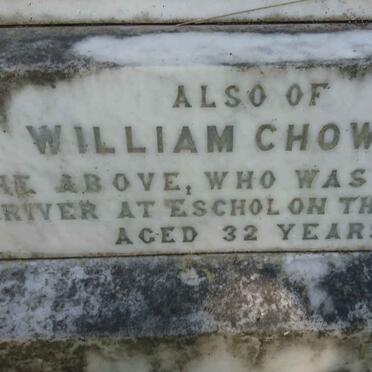 ALSO OF
WILLIAM CHOW
HE ABOVE, WHO WAS
RIVER AT ESCHOL ON TH
AGED 32 YEARS